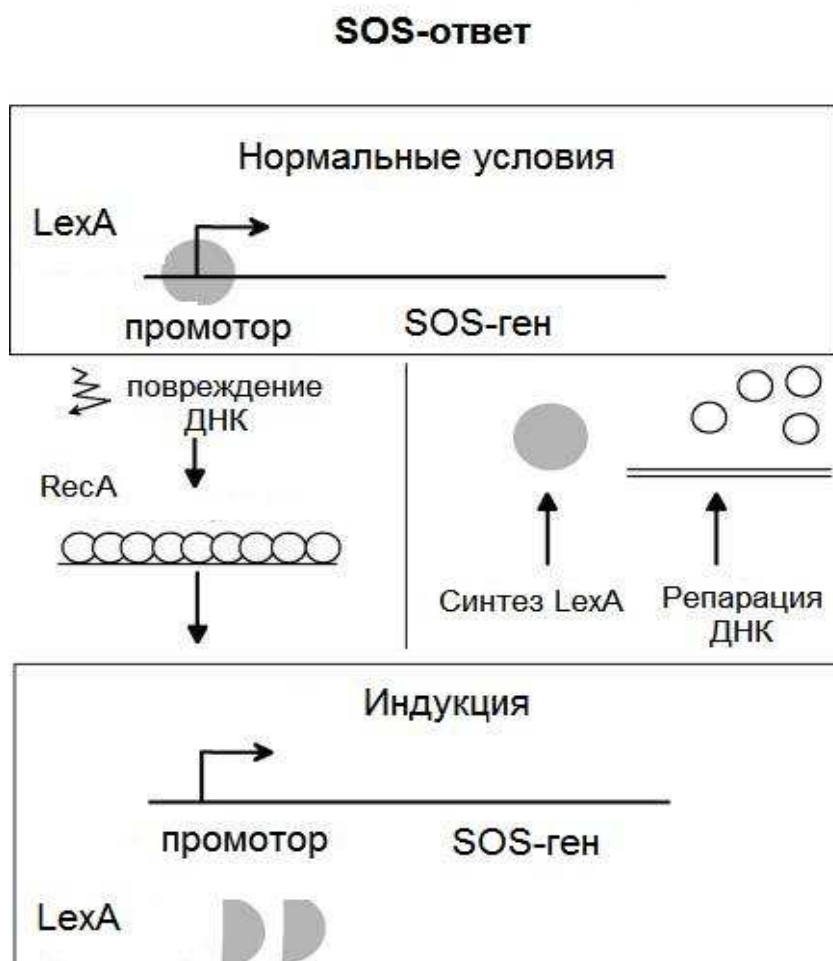 SOS-ответ
Нормальные условия
LexA
промотор
SOS-ген
повреждение
ДНК
RecA
Синтез LexA
Репарация
ДНК
Индукция
промотор
SOS-ген
LexA